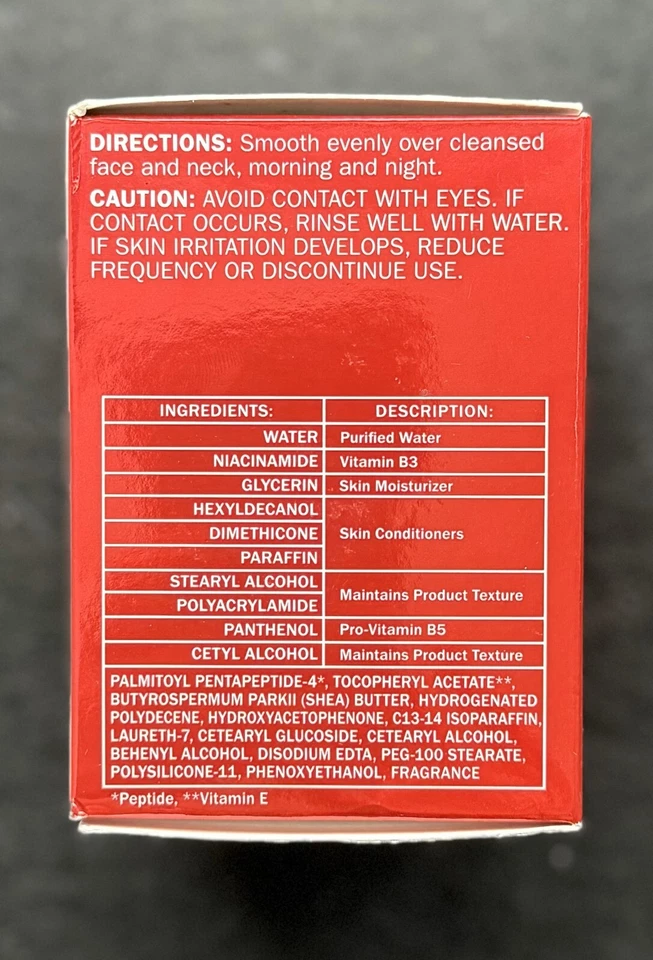 DIRECTIONS: Smooth evenly over cleansed
face and neck, morning and night.
CAUTION: AVOID CONTACT WITH EYES. IF
CONTACT OCCURS, RINSE WELL WITH WATER.
IF SKIN IRRITATION DEVELOPS, REDUCE
FREQUENCY OR DISCONTINUE USE.
INGREDIENTS: DESCRIPTION:
WATER Purified Water
NIACINAMIDE Vitamin B3
GLYCERIN Skin Moisturizer
HEXYLDECANOL
DIMETHICONE Skin Conditioners
PARAFFIN
STEARYL ALCOHOL
Maintains Product Texture
POLYACRYLAMIDE
PANTHENOL Pro-Vitamin B5
CETYL ALCOHOL Maintains Product Texture
PALMITOYL PENTAPEPTIDE-4*, TOCOPHERYL ACETATE**,
BUTYROSPERMUM PARKII (SHEA) BUTTER, HYDROGENATED
POLYDECENE, HYDROXYACETOPHENONE, C13-14 ISOPARAFFIN,
LAURETH-7, CETEARYL GLUCOSIDE, CETEARYL ALCOHOL,
BEHENYL ALCOHOL, DISODIUM EDTA, PEG-100 STEARATE,
POLYSILICONE-11, PHENOXYETHANOL, FRAGRANCE
*Peptide, **Vitamin E